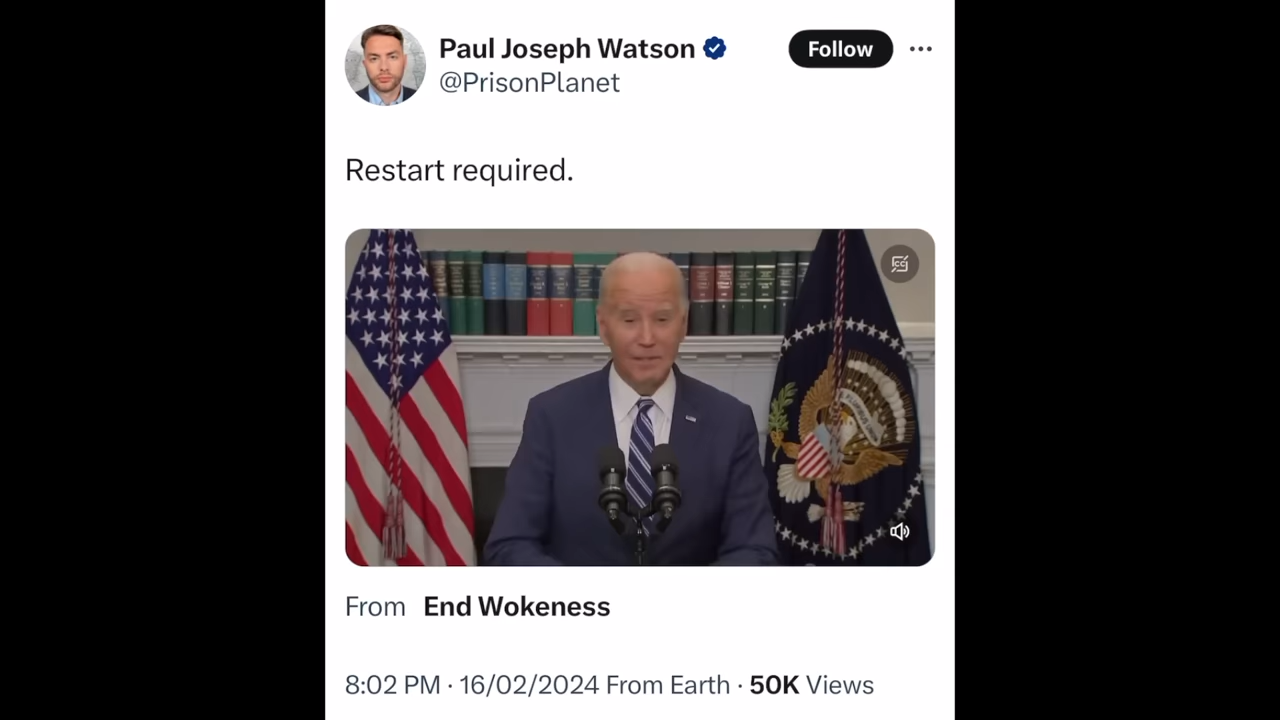 Paul Joseph Watson
Follow
@PrisonPlanet
Restart required.
CC
From End Wokeness
8:02 PM · 16/02/2024 From Earth · 50K Views